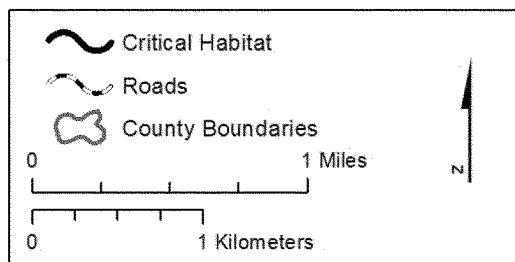 Critical Habitat
Roads
County Boundaries
0 1 Miles
0 1 Kilometers
N